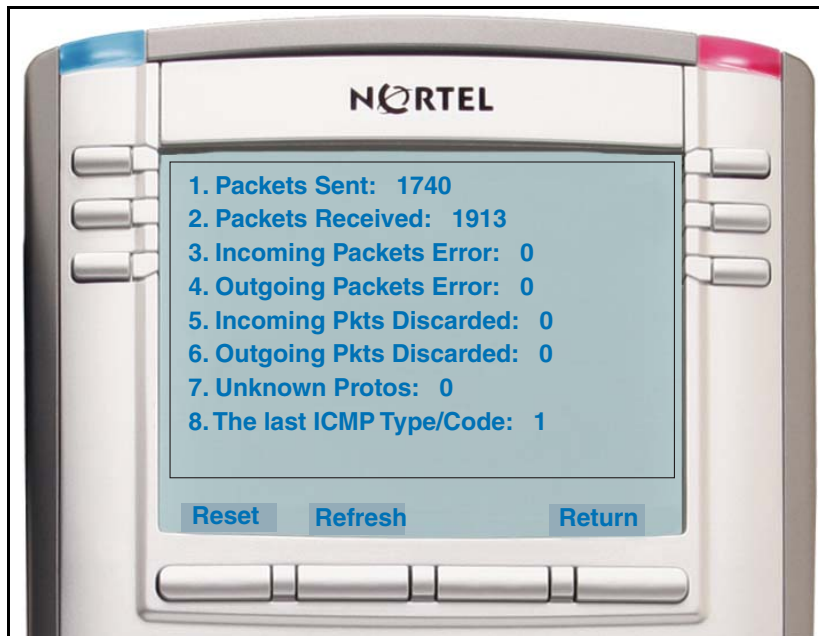 NORTEL
1. Packets Sent: 1740
2. Packets Received: 1913
3. Incoming Packets Error: 0
4. Outgoing Packets Error: 0
5. Incoming Pkts Discarded: 0
6. Outgoing Pkts Discarded: 0
7. Unknown Protos: 0
8. The last ICMP Type/Code: 1
Reset Refresh Return